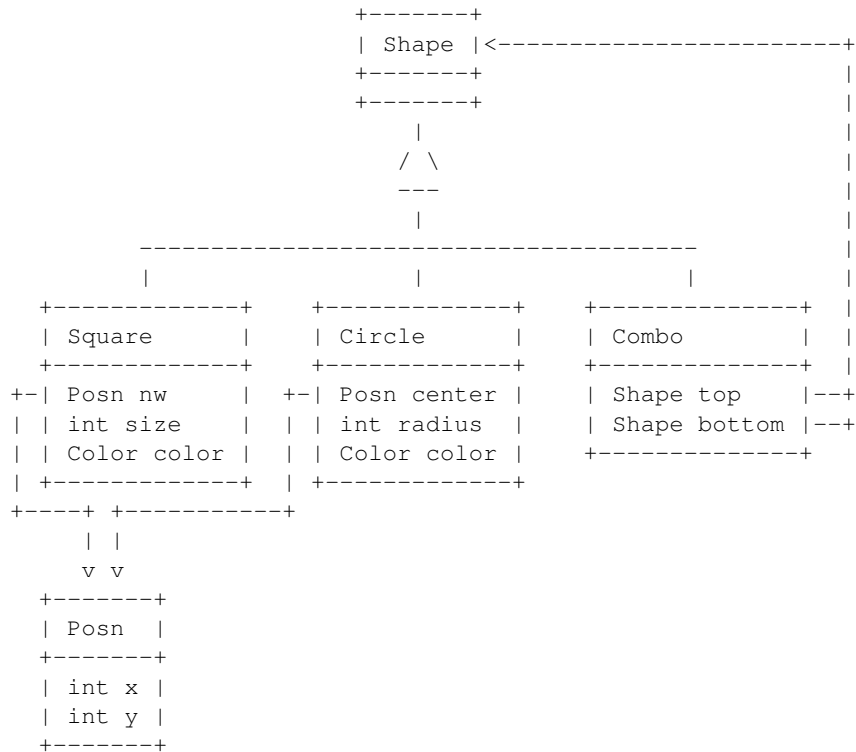 Shape
Square
Circle
Combo
Posn nw
Posn center
Shape top
int size
int radius
Shape bottom
Color color
Color color
v v
Posn
int x
int y